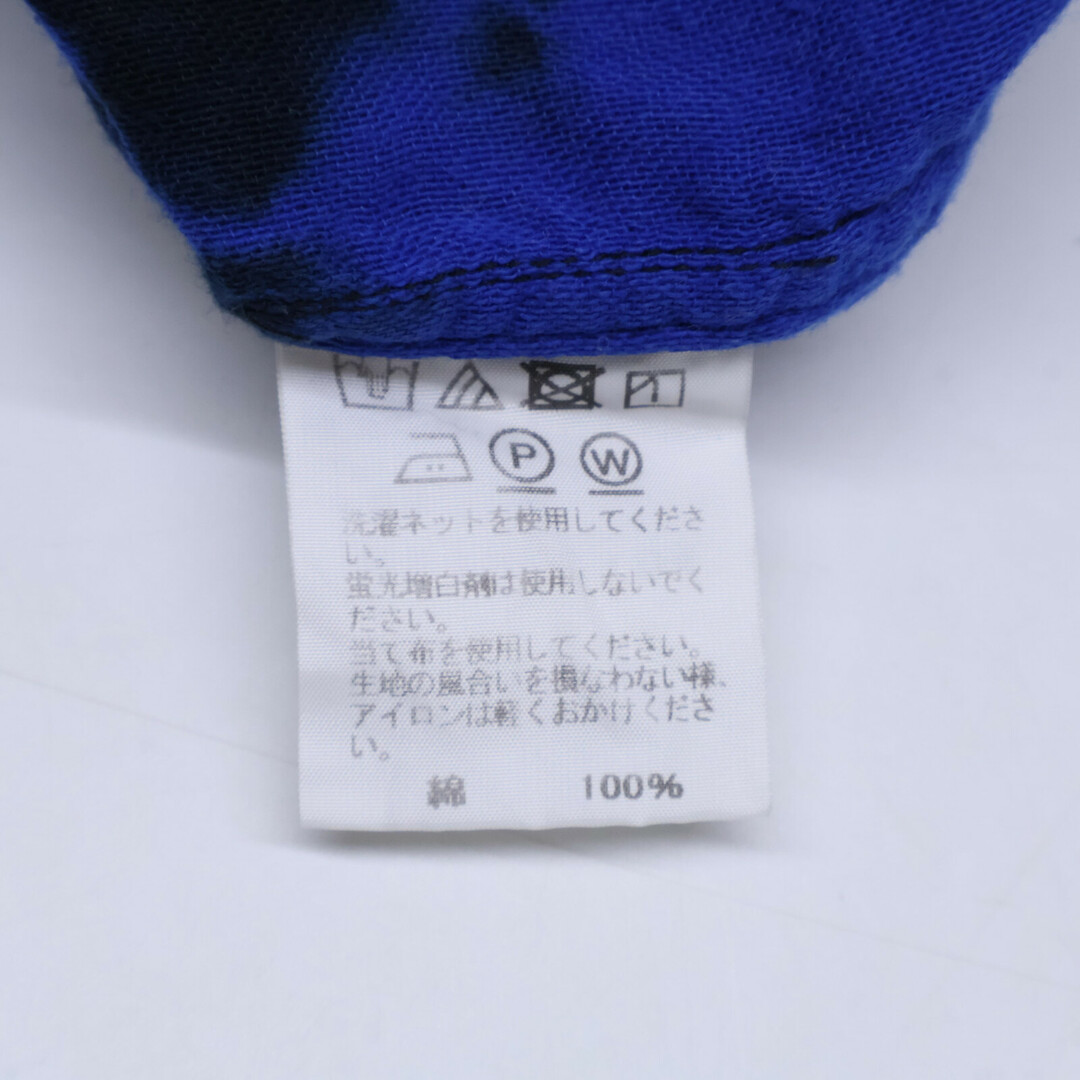 P W
洗濯ネットを使用してくださ
い。
蛍光増白剤は使用しないでく
ださい。
当て布を使用してください。
生地の風合いを損なわない様、
アイロンは軽くおかけくださ
い。
綿 100%